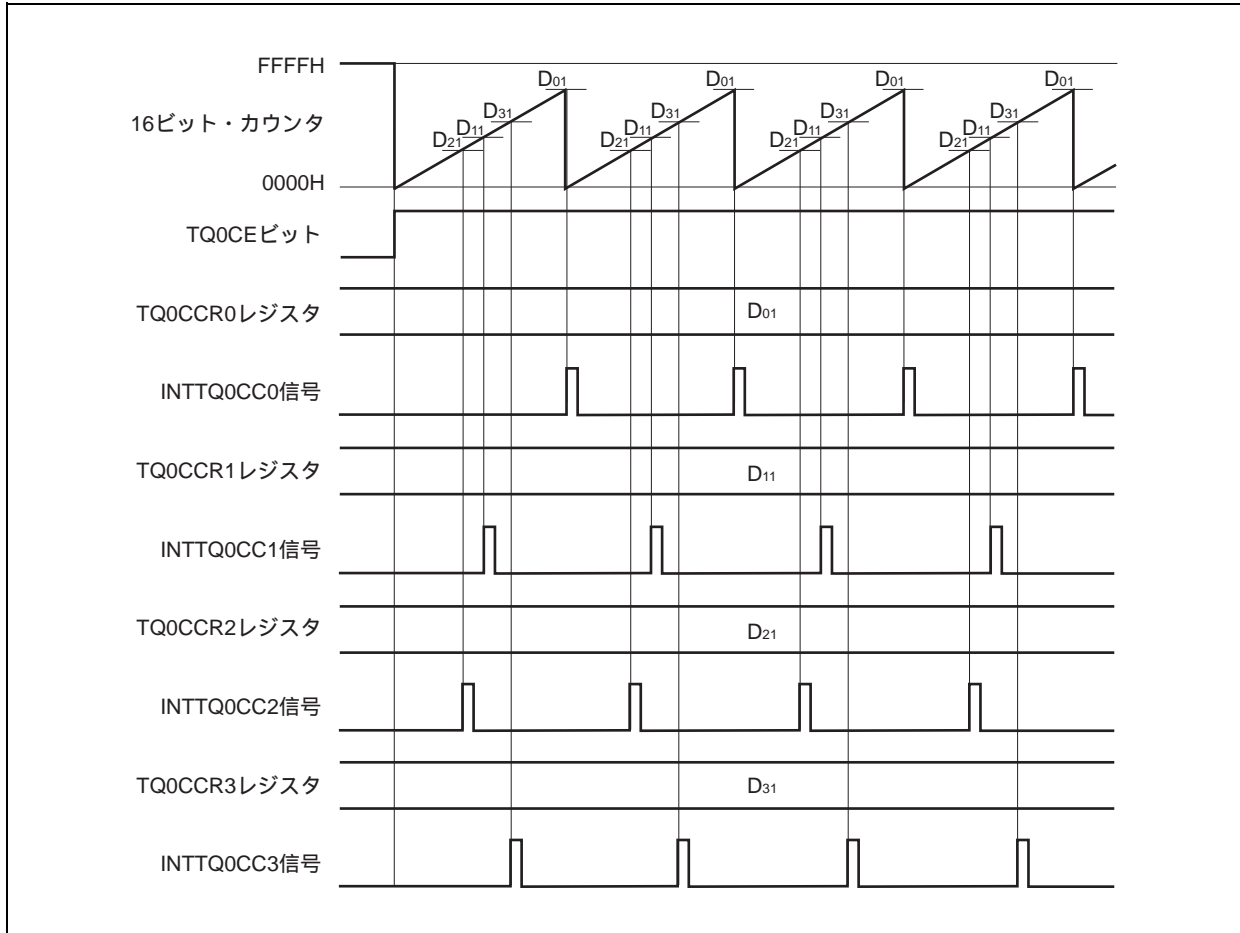 FFFFH
D01 D01 D01 D01
16ビット・カウンタ
D31 D31 D31 D31
D11 D11 D11 D11
D21 D21 D21 D21
0000H
TQ0CEビット
TQ0CCR0レジスタ
D01
INTTQ0CC0信号
TQ0CCR1レジスタ
D11
INTTQ0CC1信号
TQ0CCR2レジスタ
D21
INTTQ0CC2信号
TQ0CCR3レジスタ
D31
INTTQ0CC3信号